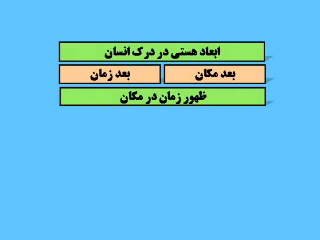 ابعاد هستی در درک انسان
بعد مکان بعد زمان
ظهور زمان در مکان